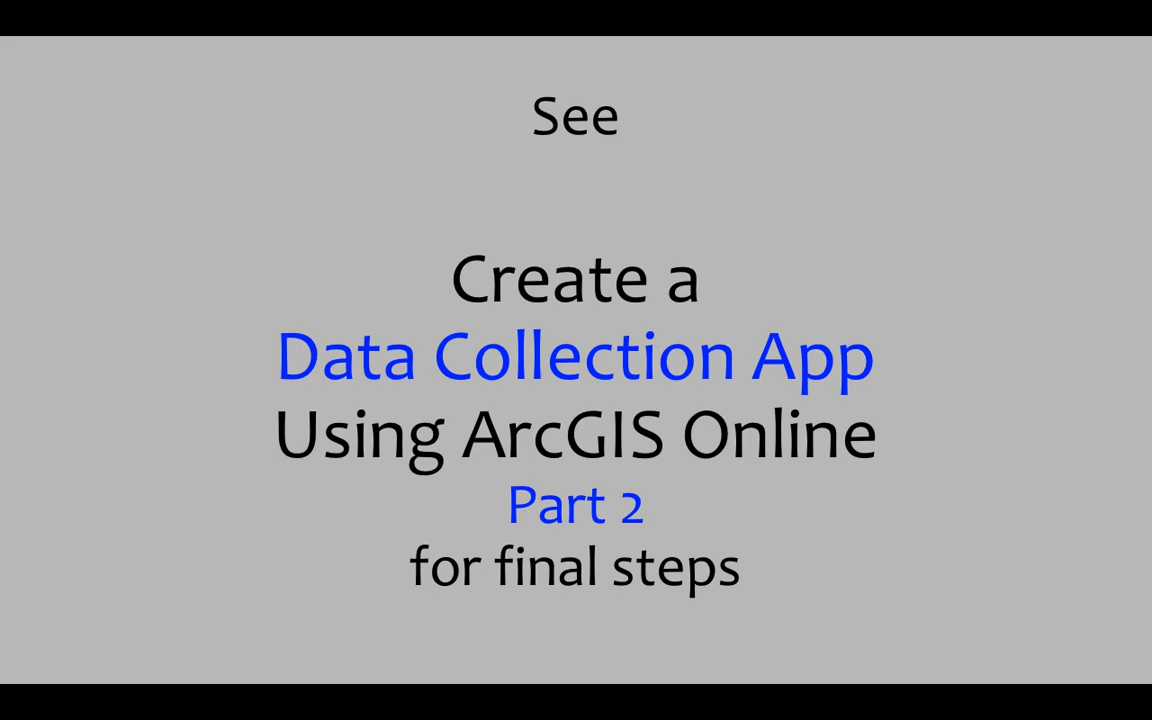 See
Create a
Data Collection App
Using ArcGIS Online
Part 2
for final steps